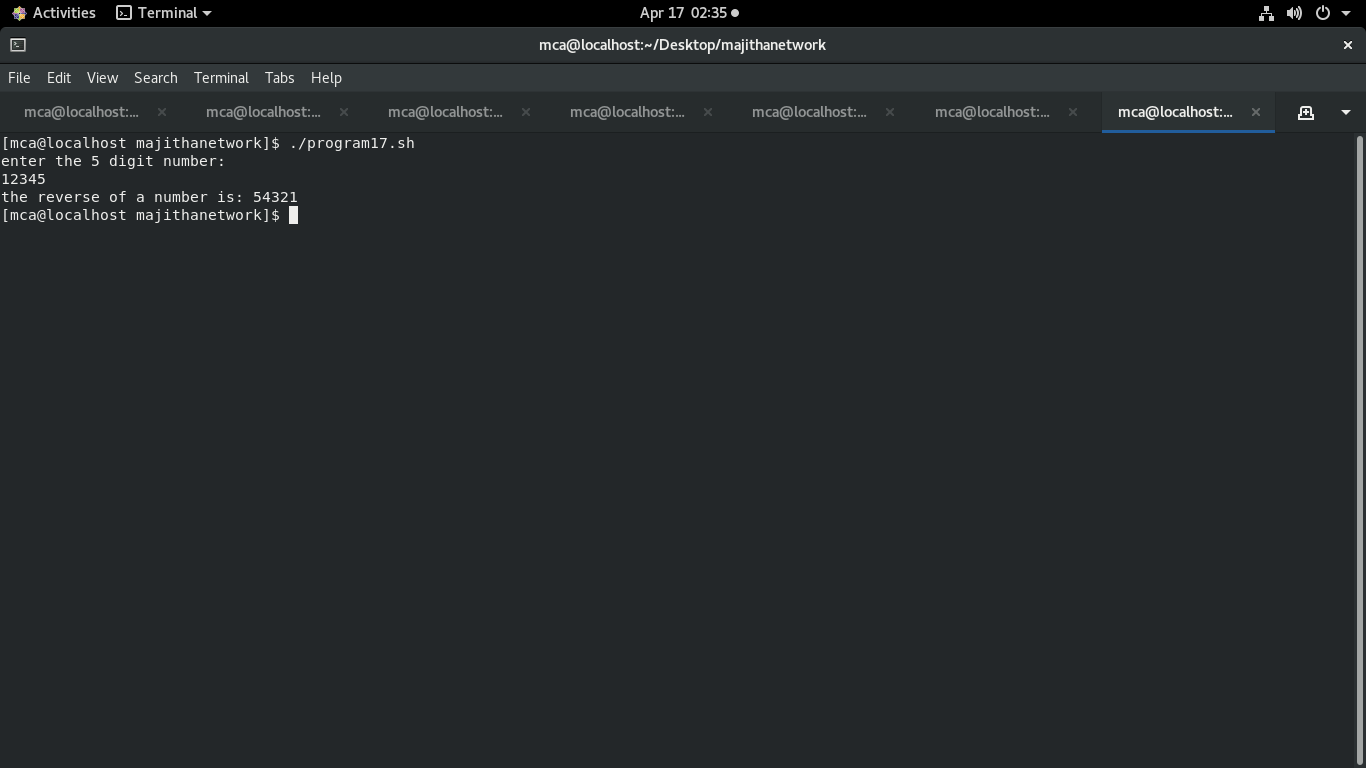 Activities Terminal Apr 17 02:35
mca@localhost:~/Desktop/majithanetwork
File Edit View Search Terminal Tabs Help
mca@localhost:... mca@localhost:... mca@localhost:... mca@localhost:... mca@localhost:... mca@localhost:... mca@localhost:...
[mca@localhost majithanetwork]$ ./program17.sh
enter the 5 digit number:
12345
the reverse of a number is: 54321
[mca@localhost majithanetwork]$